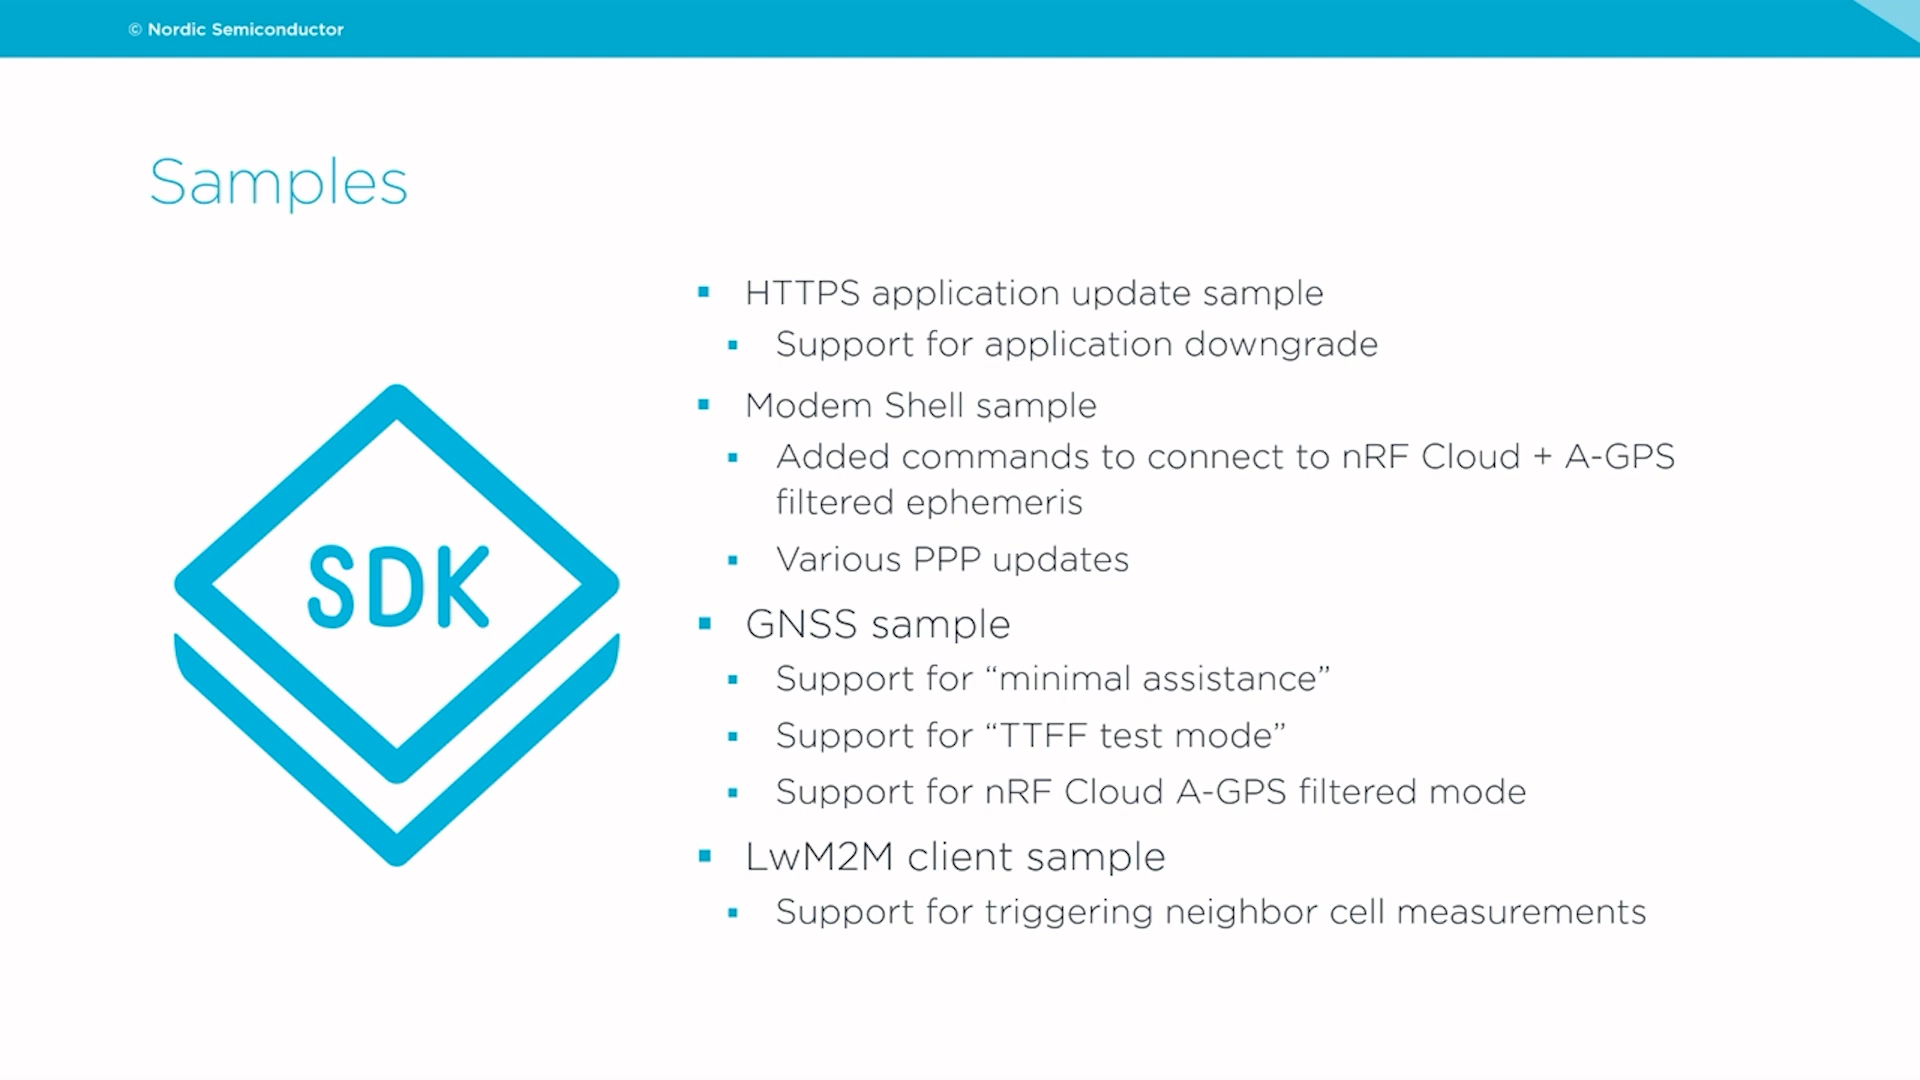 © Nordic Semiconductor
Samples
HTTPS application update sample
Support for application downgrade
Modem Shell sample
Added commands to connect to nRF Cloud + A-GPS
filtered ephemeris
Various PPP updates
GNSS sample
Support for “minimal assistance”
Support for “TTFF test mode”
Support for nRF Cloud A-GPS filtered mode
LwM2M client sample
Support for triggering neighbor cell measurements
SDK